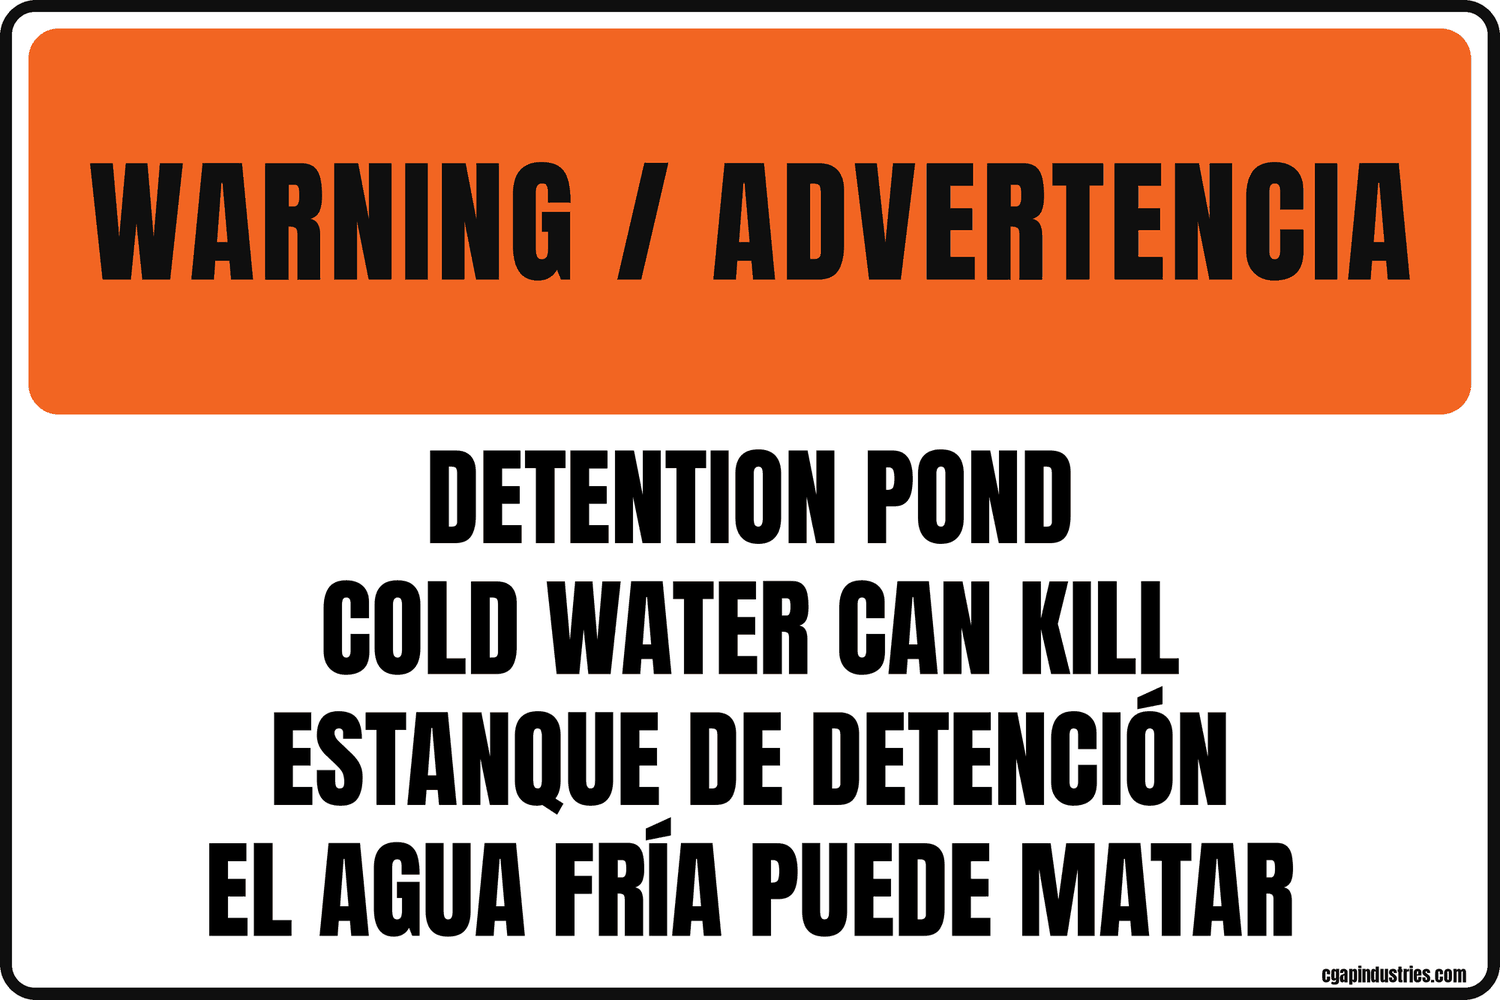 WARNING / ADVERTENCIA
DETENTION POND
COLD WATER CAN KILL
ESTANQUE DE DETENCIÓN
EL AGUA FRÍA PUEDE MATAR
cgapindustries.com